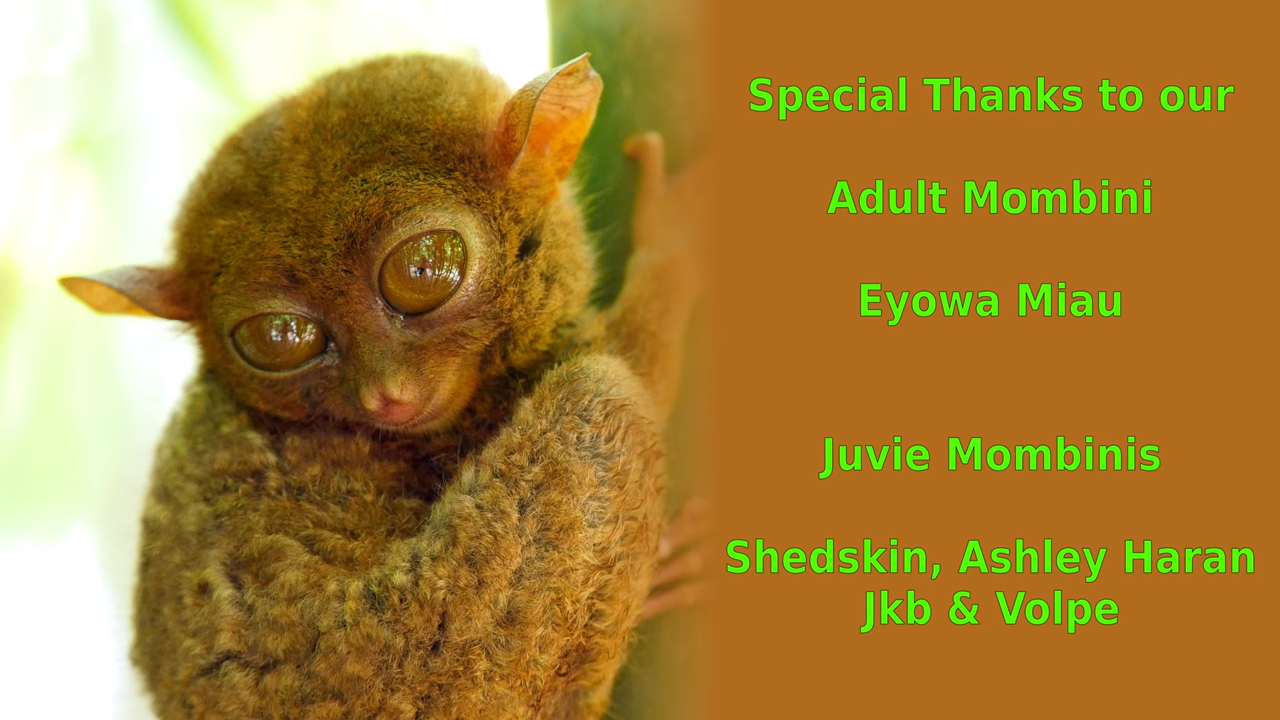 Special Thanks to our
Adult Mombini
Eyowa Miau
Juvie Mombinis
Shedskin, Ashley Haran
Jkb & Volpe